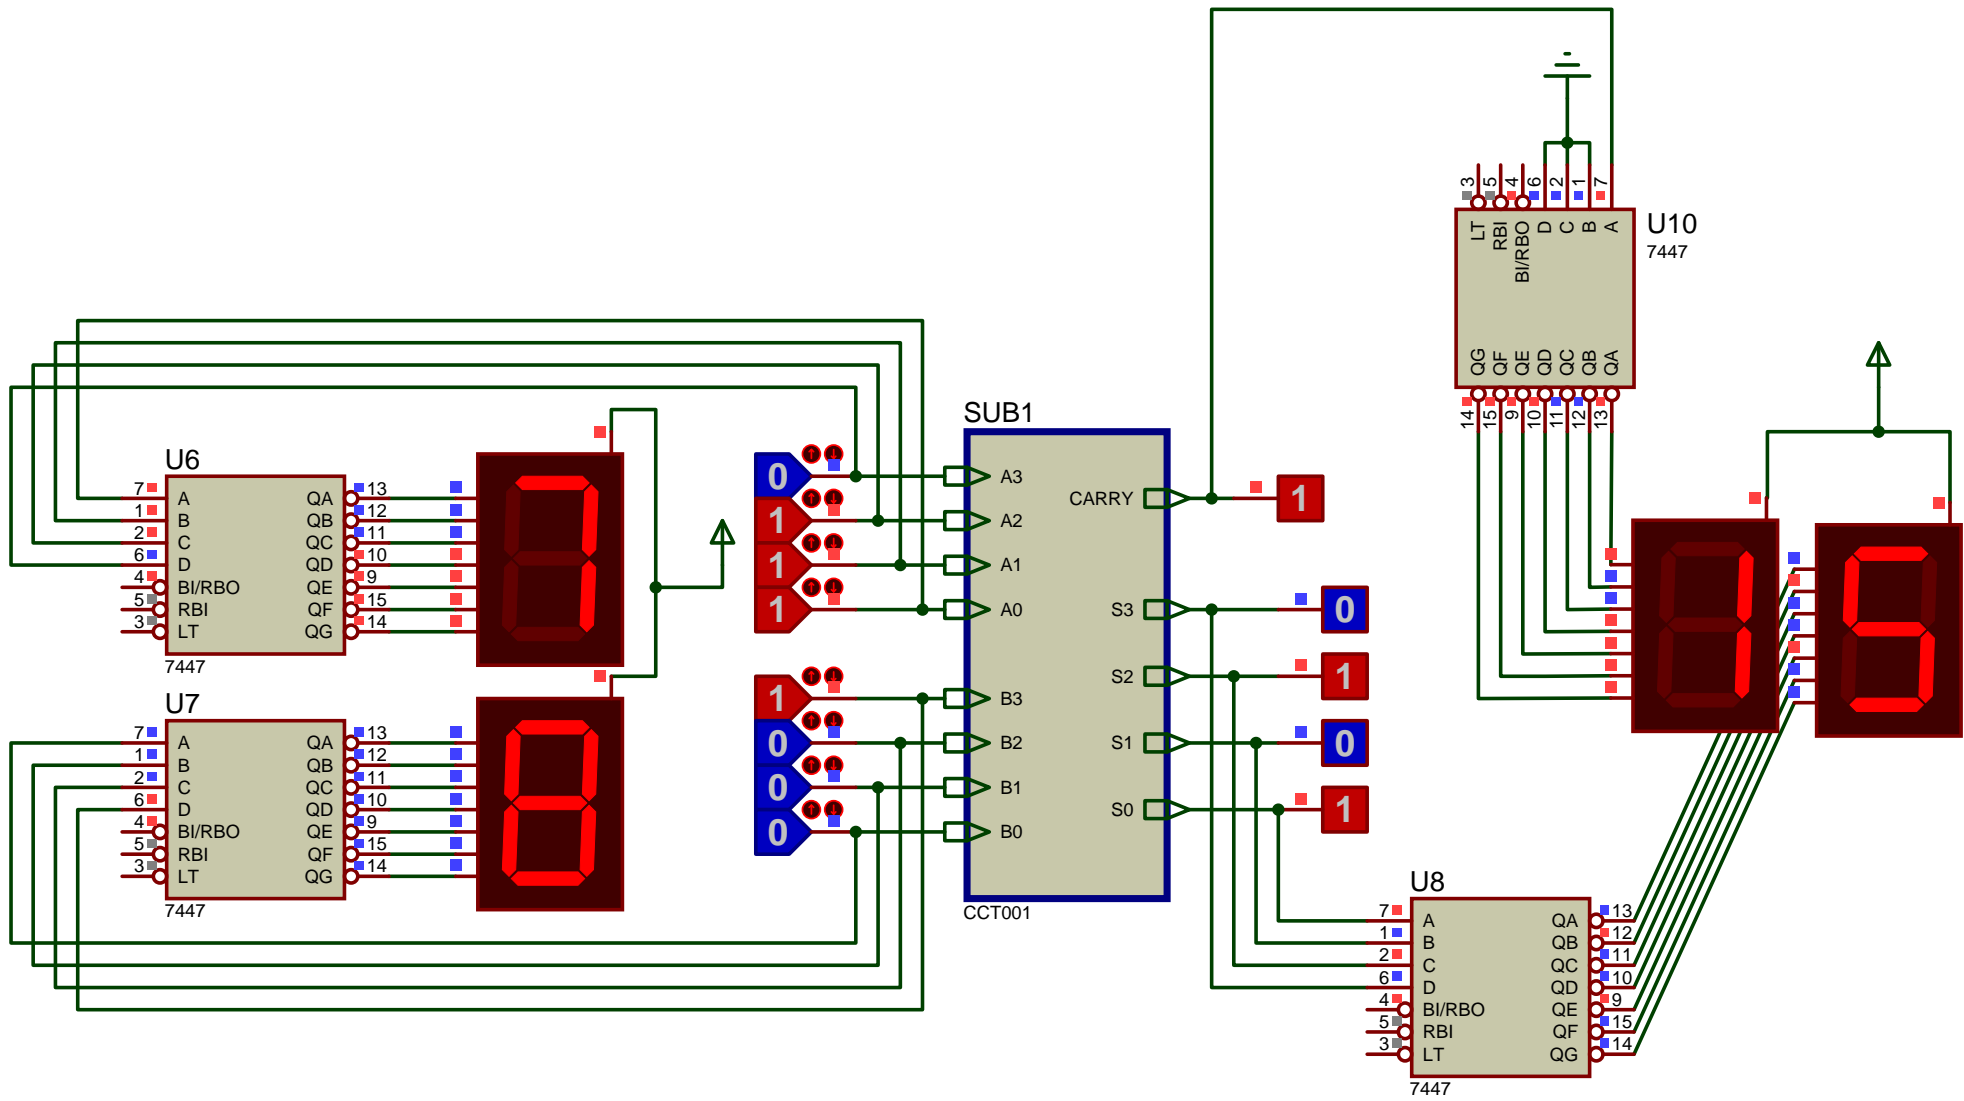 U6
7 A QA 13
1 B QB 12
2 C QC 11
6 D QD 10
4 BI/RBO QE 9
5 RBI QF 15
3 LT QG 14
7447
7
U7
7 A QA 13
1 B QB 12
2 C QC 11
6 D QD 10
4 BI/RBO QE 9
5 RBI QF 15
3 LT QG 14
7447
8
0
1
1
1
1
0
0
0
SUB1
A3
A2
A1
A0
B3
B2
B1
B0
CARRY
S3
S2
S1
S0
CCT001
1
0
1
0
1
U10
7447
3 5 4 6 2 1 7
LT RBI BI/RBO D C B A
QG QF QE QD QC QB QA
14 15 9 10 11 12 13
1
5
U8
7 A QA 13
1 B QB 12
2 C QC 11
6 D QD 10
4 BI/RBO QE 9
5 RBI QF 15
3 LT QG 14
7447